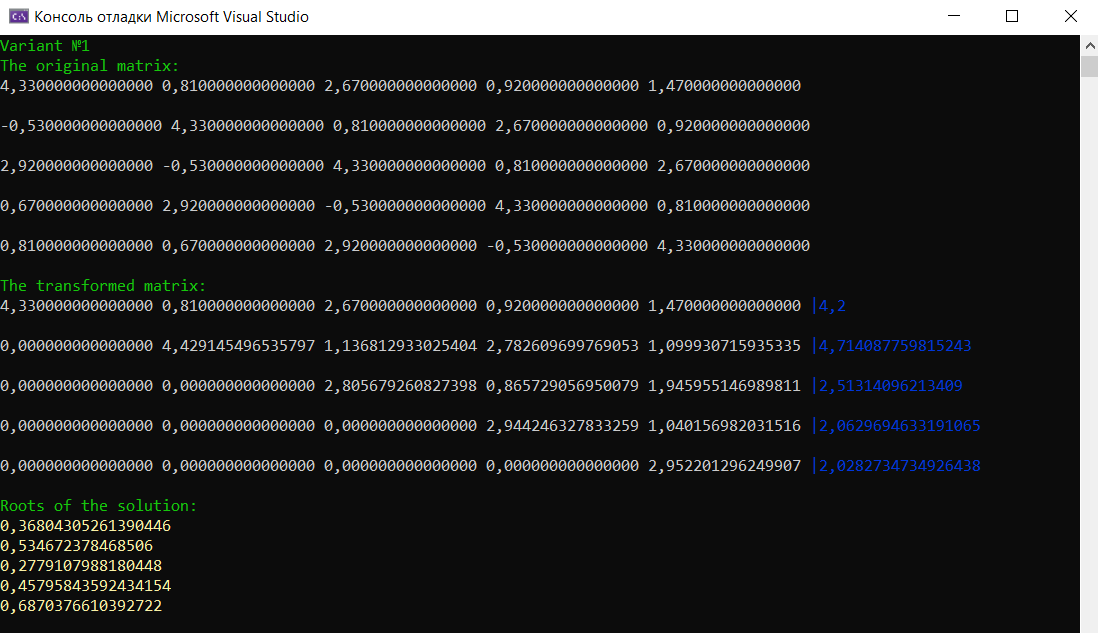 Консоль отладки Microsoft Visual Studio
Variant №1
The original matrix:
4,330000000000000 0,810000000000000 2,670000000000000 0,920000000000000 1,470000000000000
-0,530000000000000 4,330000000000000 0,810000000000000 2,670000000000000 0,920000000000000
2,920000000000000 -0,530000000000000 4,330000000000000 0,810000000000000 2,670000000000000
0,670000000000000 2,920000000000000 -0,530000000000000 4,330000000000000 0,810000000000000
0,810000000000000 0,670000000000000 2,920000000000000 -0,530000000000000 4,330000000000000
The transformed matrix:
4,330000000000000 0,810000000000000 2,670000000000000 0,920000000000000 1,470000000000000 |4,2
0,000000000000000 4,429145496535797 1,136812933025404 2,782609699769053 1,099930715935335 |4,714087759815243
0,000000000000000 0,000000000000000 2,805679260827398 0,865729056950079 1,945955146989811 |2,51314096213409
0,000000000000000 0,000000000000000 0,000000000000000 2,944246327833259 1,040156982031516 |2,0629694633191065
0,000000000000000 0,000000000000000 0,000000000000000 0,000000000000000 2,952201296249907 |2,0282734734926438
Roots of the solution:
0,36804305261390446
0,534672378468506
0,2779107988180448
0,45795843592434154
0,6870376610392722